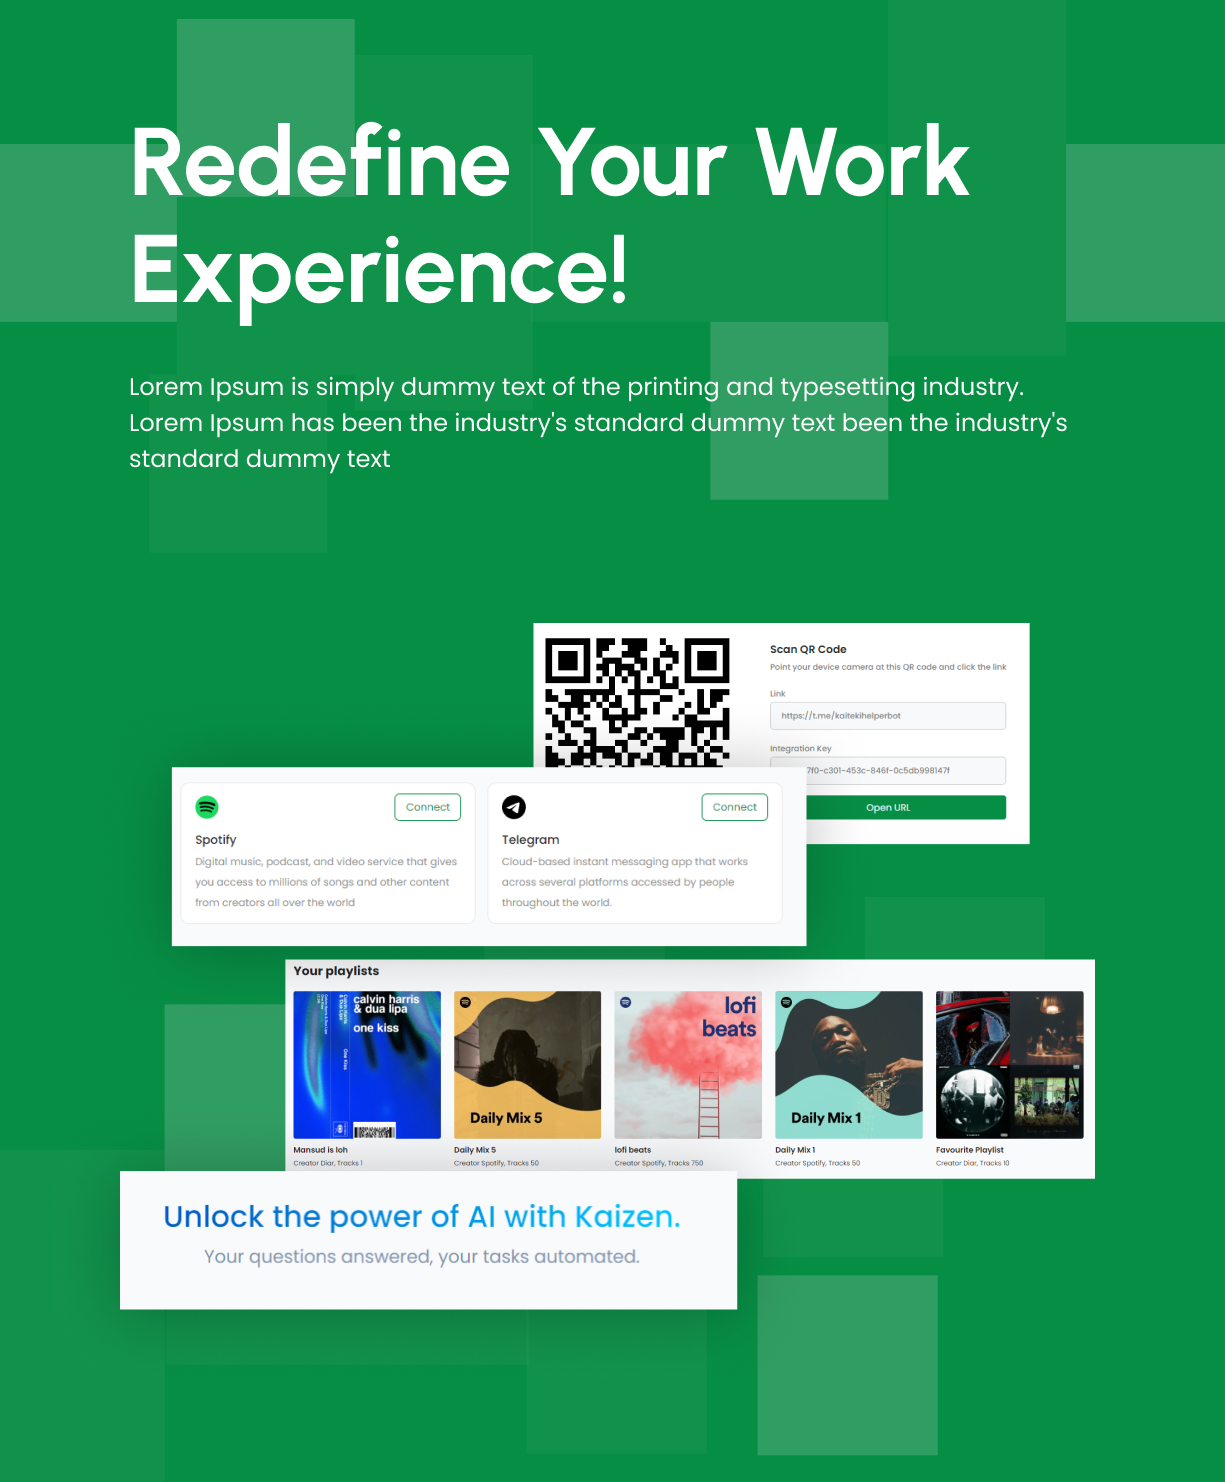 Redefine Your Work
Experience!
Lorem Ipsum is simply dummy text of the printing and typesetting industry.
Lorem Ipsum has been the industry's standard dummy text been the industry's
standard dummy text
Scan QR Code
Point your device camera at this QR code and click the link
Link
https://t.me/kaitekihelperbot
Integration Key
7f0-c301-453c-846f-0c5db998147f
Open URL
Connect
Spotify
Digital music, podcast, and video service that gives
you access to millions of songs and other content
from creators all over the world
Connect
Telegram
Cloud-based instant messaging app that works
across several platforms accessed by people
throughout the world.
Your playlists
calvin harris
& dua lipa
one kiss
One Kiss
Daily Mix 5
lofi
beats
Daily Mix 1
Mansud is loh
Creator Diar, Tracks 1
Daily Mix 5
Creator Spotify, Tracks 50
lofi beats
Creator Spotify, Tracks 750
Daily Mix 1
Creator Spotify, Tracks 50
Favourite Playlist
Creator Diar, Tracks 10
Unlock the power of AI with Kaizen.
Your questions answered, your tasks automated.